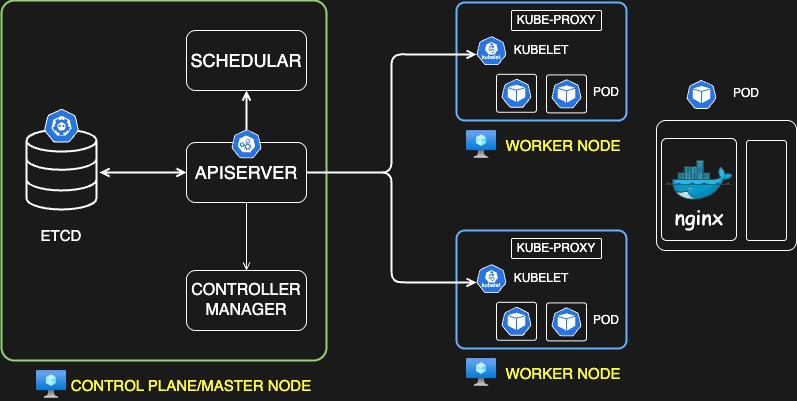 SCHEDULAR
APISERVER
ETCD
CONTROLLER
MANAGER
CONTROL PLANE/MASTER NODE
KUBE-PROXY
kubelet
KUBELET
POD
WORKER NODE
KUBE-PROXY
kubelet
KUBELET
POD
WORKER NODE
POD
nginx